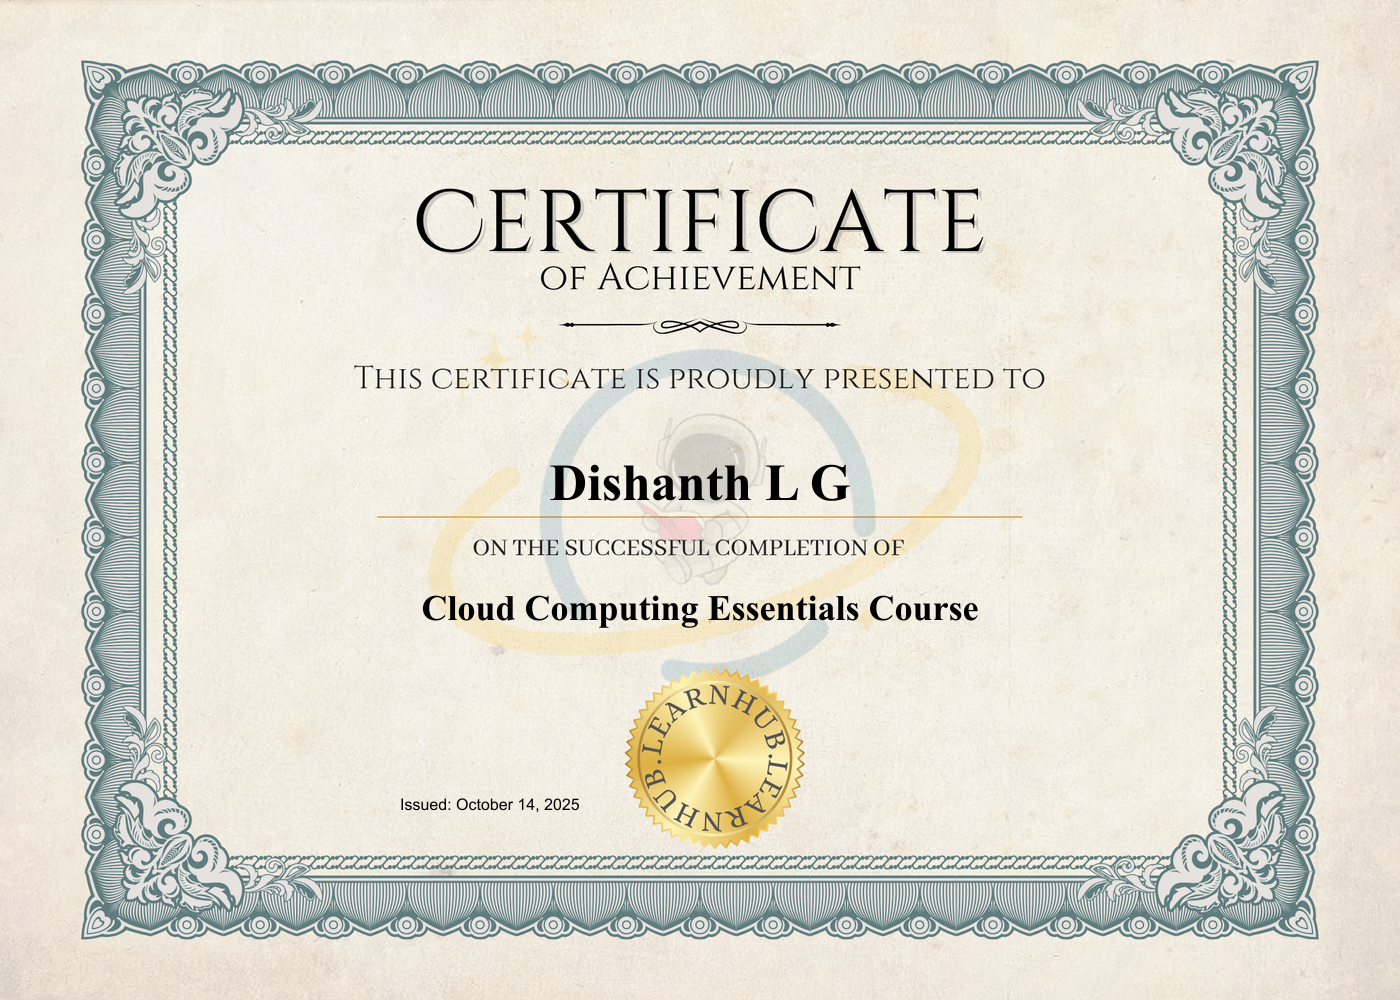 CERTIFICATE
OF ACHIEVEMENT
THIS CERTIFICATE IS PROUDLY PRESENTED TO
Dishanth L G
ON THE SUCCESSFUL COMPLETION OF
Cloud Computing Essentials Course
LEARNHUB.LEARNHUB.
Issued: October 14, 2025